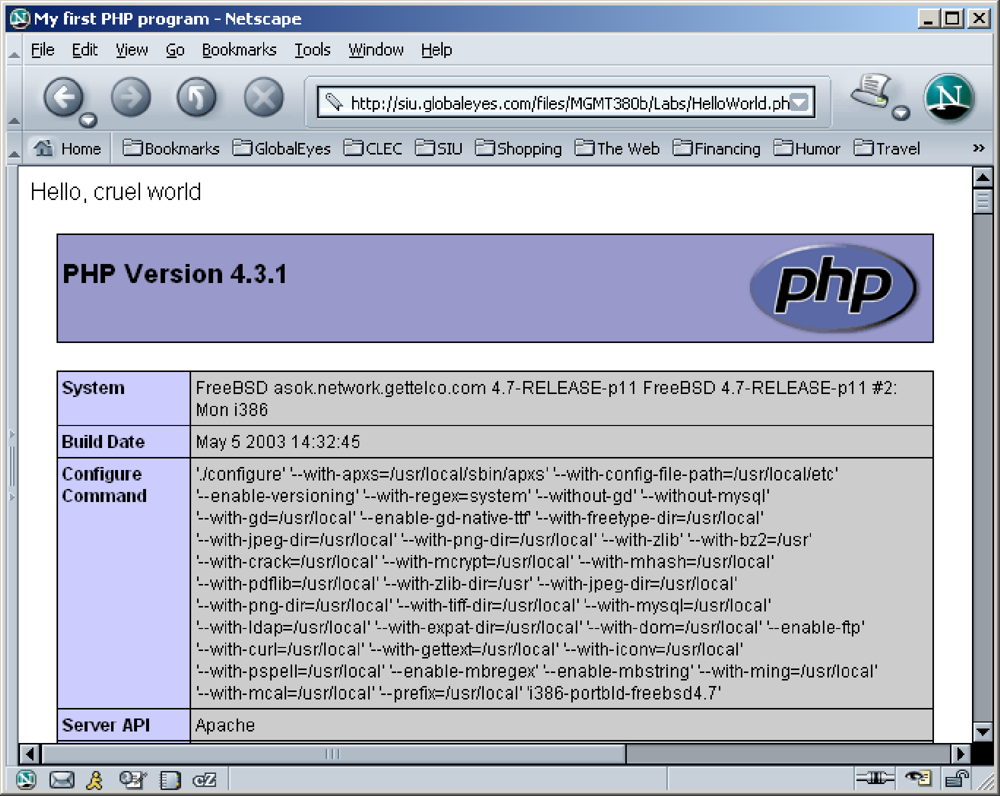 My first PHP program - Netscape
File Edit View Go Bookmarks Tools Window Help
http://siu.globaleyes.com/files/MGMT380b/Labs/HelloWorld.ph
N
Home Bookmarks GlobalEyes CLEC SIU Shopping The Web Financing Humor Travel »
Hello, cruel world
PHP Version 4.3.1
php
System FreeBSD asok.network.gettelco.com 4.7-RELEASE-p11 FreeBSD 4.7-RELEASE-p11 #2:
Mon i386
Build Date May 5 2003 14:32:45
Configure './configure' '--with-apxs=/usr/local/sbin/apxs' '--with-config-file-path=/usr/local/etc'
Command '--enable-versioning' '--with-regex=system' '--without-gd' '--without-mysql'
'--with-gd=/usr/local' '--enable-gd-native-ttf' '--with-freetype-dir=/usr/local'
'--with-jpeg-dir=/usr/local' '--with-png-dir=/usr/local' '--with-zlib' '--with-bz2=/usr'
'--with-crack=/usr/local' '--with-mcrypt=/usr/local' '--with-mhash=/usr/local'
'--with-pdflib=/usr/local' '--with-zlib-dir=/usr' '--with-jpeg-dir=/usr/local'
'--with-png-dir=/usr/local' '--with-tiff-dir=/usr/local' '--with-mysql=/usr/local'
'--with-ldap=/usr/local' '--with-expat-dir=/usr/local' '--with-dom=/usr/local' '--enable-ftp'
'--with-curl=/usr/local' '--with-gettext=/usr/local' '--with-iconv=/usr/local'
'--with-pspell=/usr/local' '--enable-mbregex' '--enable-mbstring' '--with-ming=/usr/local'
'--with-mcal=/usr/local' '--prefix=/usr/local' 'i386-portbld-freebsd4.7'
Server API Apache
N cZ